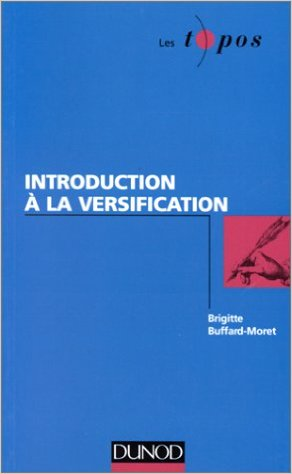 Les topos
INTRODUCTION
À LA VERSIFICATION
Brigitte
Buffard-Moret
DUNOD